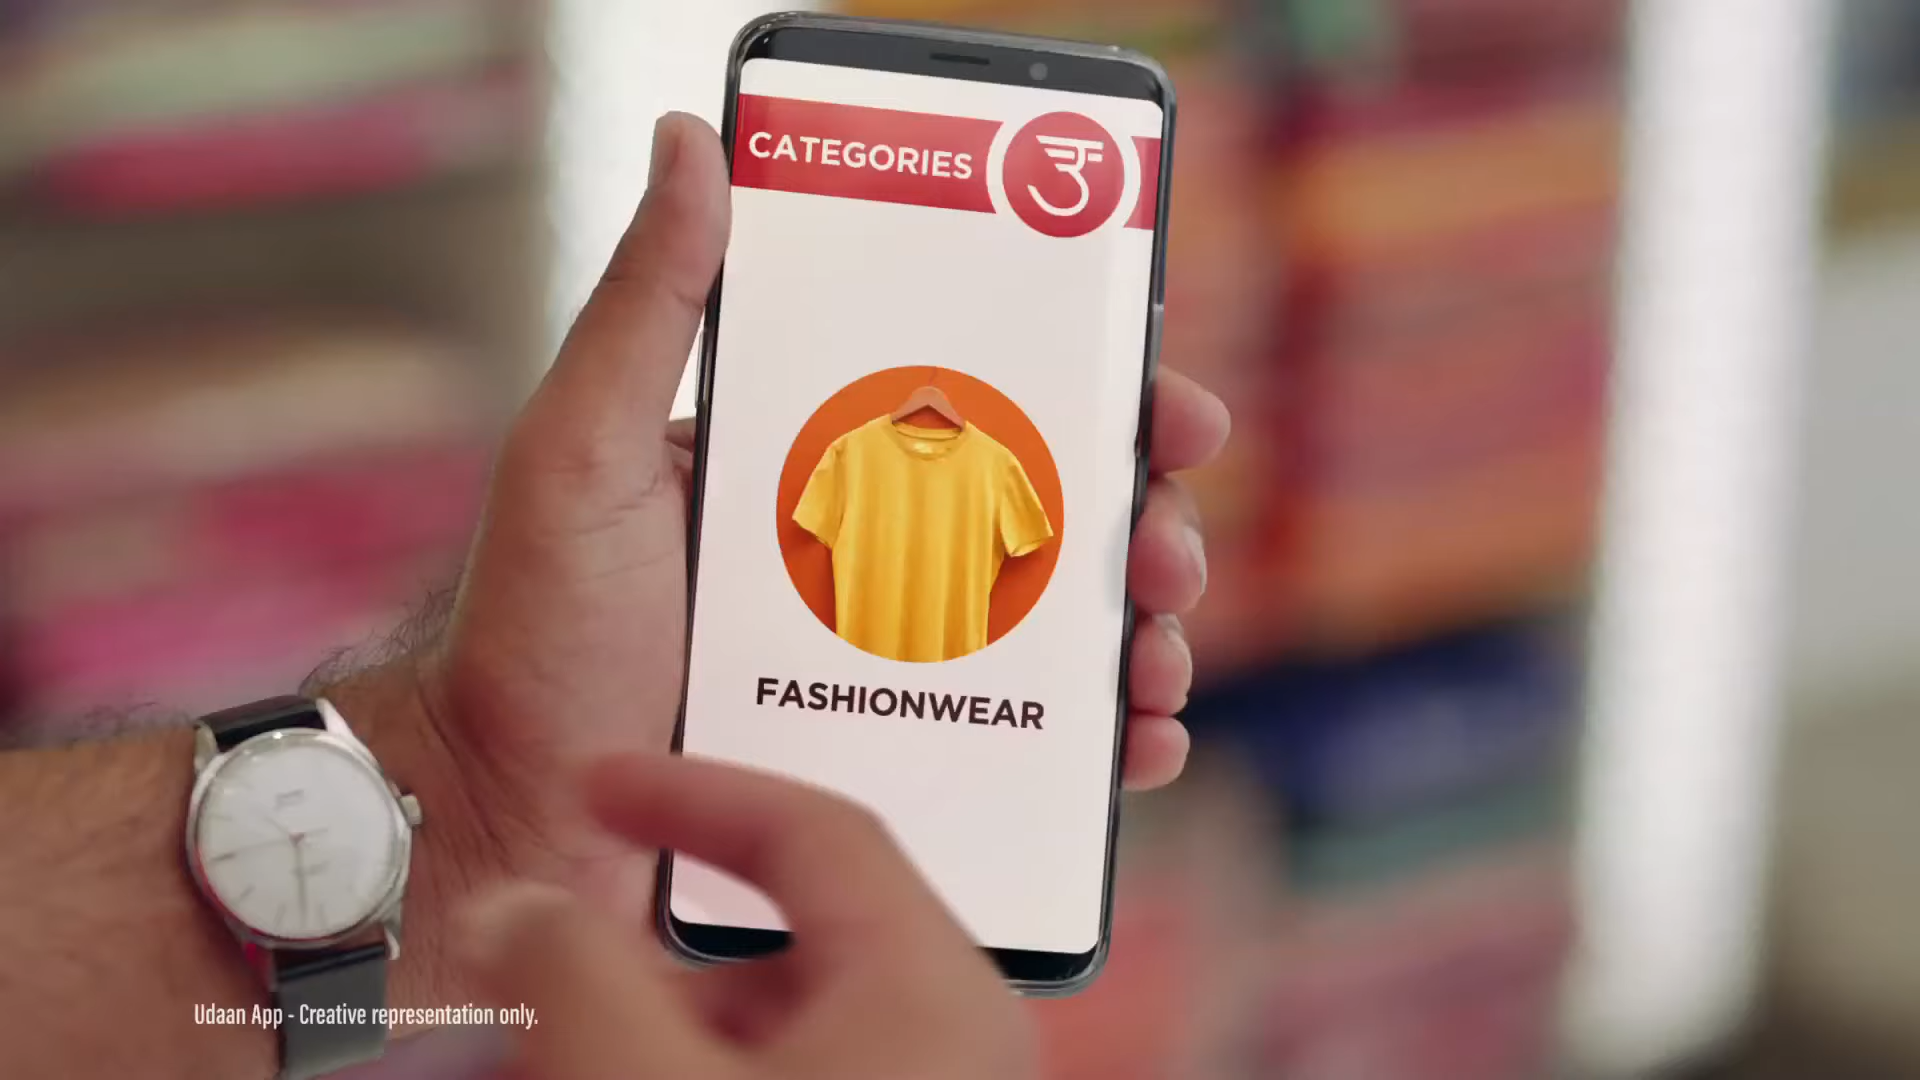 CATEGORIES
उ
FASHIONWEAR
Udaan App - Creative representation only.